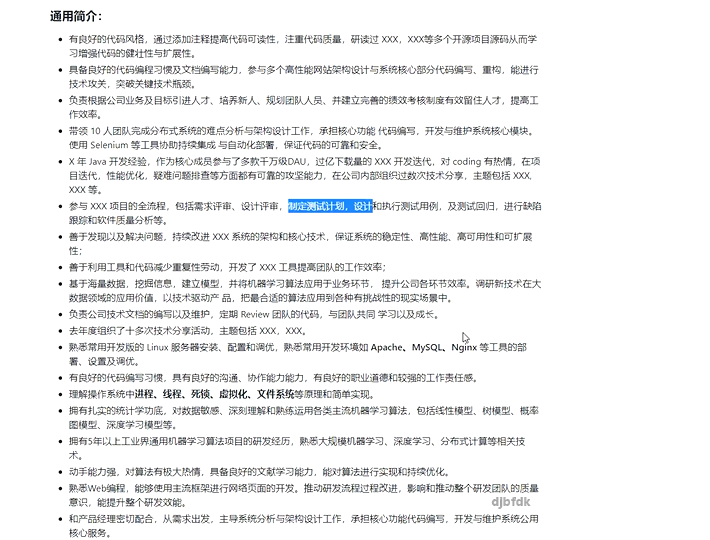 通用简介:
有良好的代码风格，通过添加注释提高代码可读性，注重代码质量，研读过 XXX，XXX等多个开源项目源码从而学
习增强代码的健壮性与扩展性。
具备良好的代码编程习惯及文档编写能力，参与多个高性能网站架构设计与系统核心部分代码编写、重构，能进行
技术攻关，突破关键技术瓶颈。
负责根据公司业务及目标引进人才、培养新人、规划团队人员、并建立完善的绩效考核制度有效留住人才，提高工
作效率。
带领 10 人团队完成分布式系统的难点分析与架构设计工作，承担核心功能 代码编写，开发与维护系统核心模块。
使用 Selenium 等工具协助持续集成 与自动化部署，保证代码的可靠和安全。
X 年 Java 开发经验，作为核心成员参与了多款千万级DAU，过亿下载量的 XXX 开发迭代，对 coding 有热情，在项
目迭代，性能优化，疑难问题排查等方面都有可靠的攻坚能力，在公司内部组织过数次技术分享，主题包括 XXX,
XXX 等。
参与 XXX 项目的全流程，包括需求评审、设计评审，制定测试计划，设计和执行测试用例，及测试回归，进行缺陷
跟踪和软件质量分析等。
善于发现以及解决问题，持续改进 XXX 系统的架构和核心技术，保证系统的稳定性、高性能、高可用性和可扩展
性；
善于利用工具和代码减少重复性劳动，开发了 XXX 工具提高团队的工作效率；
基于海量数据，挖掘信息，建立模型，并将机器学习算法应用于业务环节， 提升公司各环节效率。调研新技术在大
数据领域的应用价值，以技术驱动产 品，把最合适的算法应用到各种有挑战性的现实场景中。
负责公司技术文档的编写以及维护，定期 Review 团队的代码，与团队共同 学习以及成长。
去年度组织了十多次技术分享活动，主题包括 XXX，XXX。
熟悉常用开发版的 Linux 服务器安装、配置和调优，熟悉常用开发环境如 Apache、MySQL、Nginx 等工具的部
署、设置及调优。
有良好的代码编写习惯，具有良好的沟通、协作能力能力，有良好的职业道德和较强的工作责任感。
理解操作系统中进程、线程、死锁、虚拟化、文件系统等原理和简单实现。
拥有扎实的统计学功底，对数据敏感、深刻理解和熟练运用各类主流机器学习算法，包括线性模型、树模型、概率
图模型、深度学习模型等。
拥有5年以上工业界通用机器学习算法项目的研发经历，熟悉大规模机器学习、深度学习、分布式计算等相关技
术。
动手能力强，对算法有极大热情，具备良好的文献学习能力，能对算法进行实现和持续优化。
熟悉Web编程，能够使用主流框架进行网络页面的开发。推动研发流程过程改进，影响和推动整个研发团队的质量
意识，能提升整个研发效能。
djbfdk
和产品经理密切配合，从需求出发，主导系统分析与架构设计工作，承担核心功能代码编写，开发与维护系统公用
核心服务。